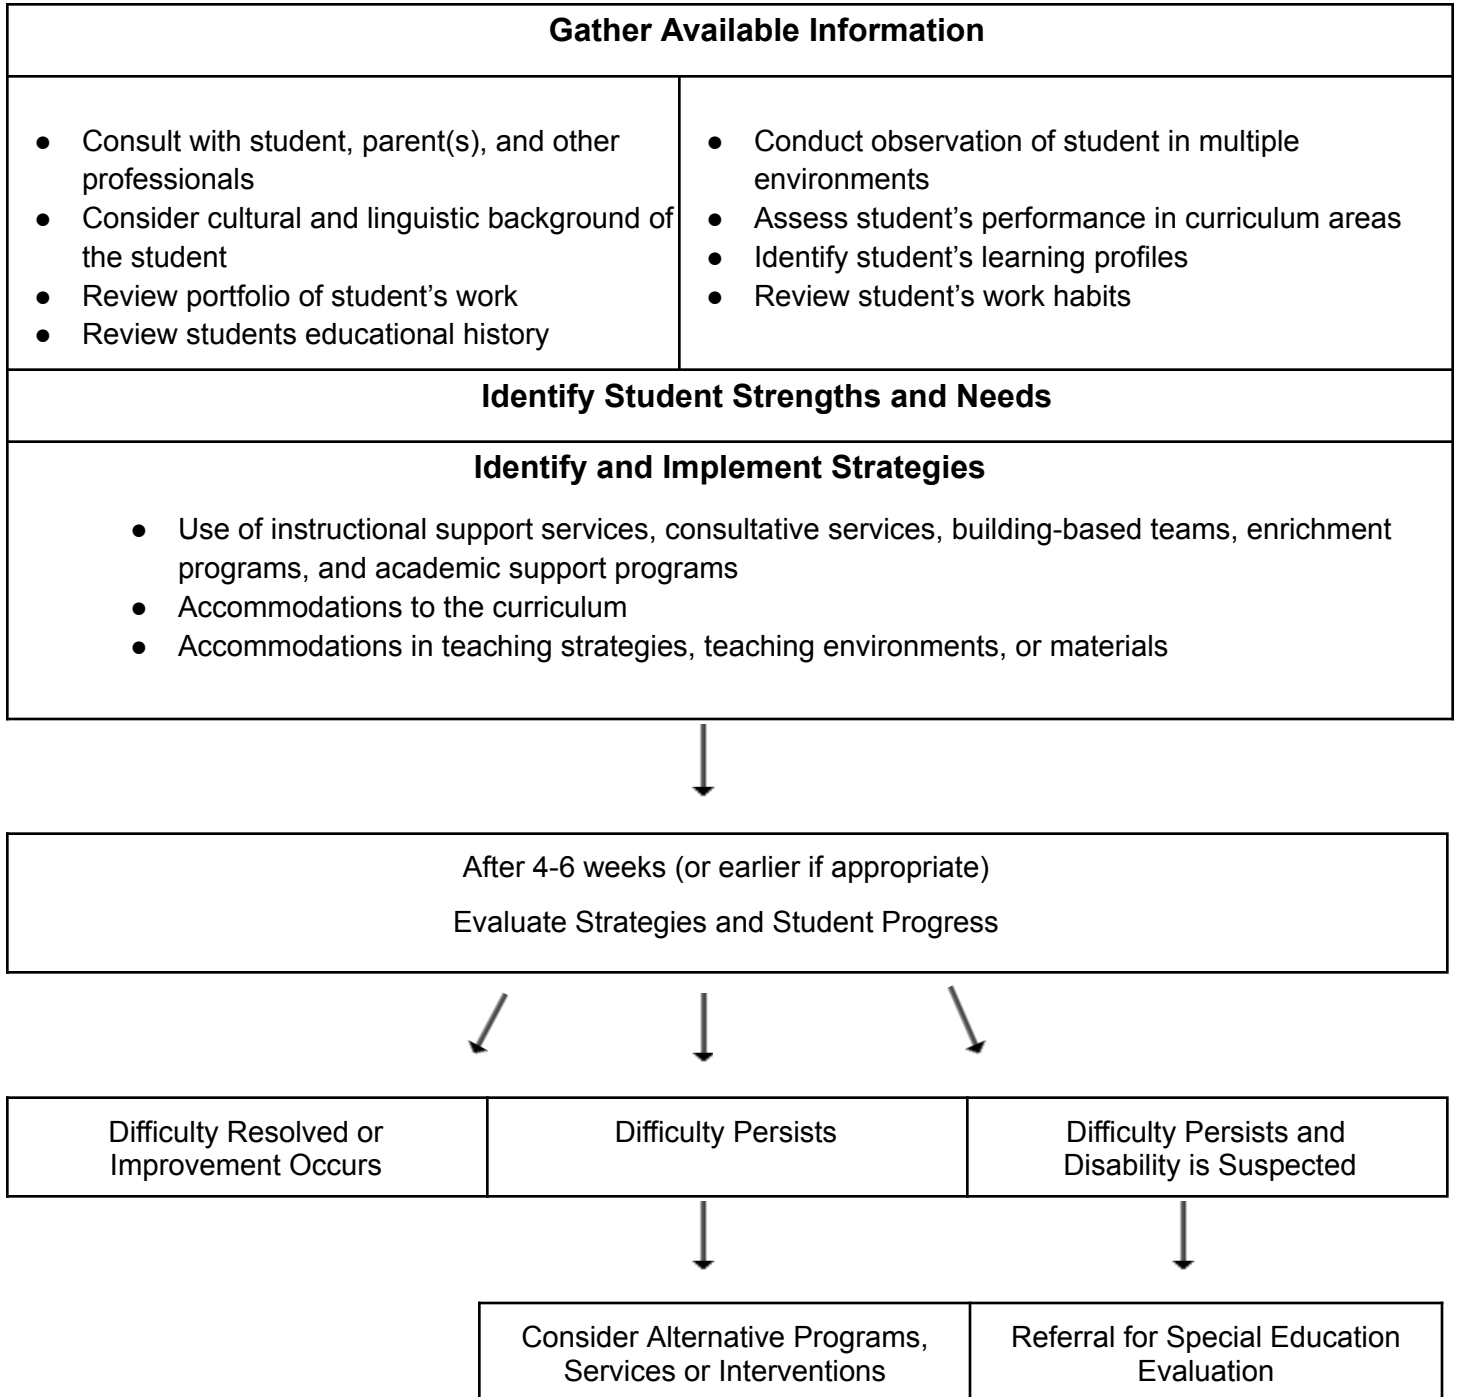 Gather Available Information
● Consult with student, parent(s), and other
professionals
● Consider cultural and linguistic background of
the student
● Review portfolio of student’s work
● Review students educational history
● Conduct observation of student in multiple
environments
● Assess student’s performance in curriculum areas
● Identify student’s learning profiles
● Review student’s work habits
Identify Student Strengths and Needs
Identify and Implement Strategies
● Use of instructional support services, consultative services, building-based teams, enrichment
programs, and academic support programs
● Accommodations to the curriculum
● Accommodations in teaching strategies, teaching environments, or materials
After 4-6 weeks (or earlier if appropriate)
Evaluate Strategies and Student Progress
Difficulty Resolved or
Improvement Occurs
Difficulty Persists
Difficulty Persists and
Disability is Suspected
Consider Alternative Programs,
Services or Interventions
Referral for Special Education
Evaluation